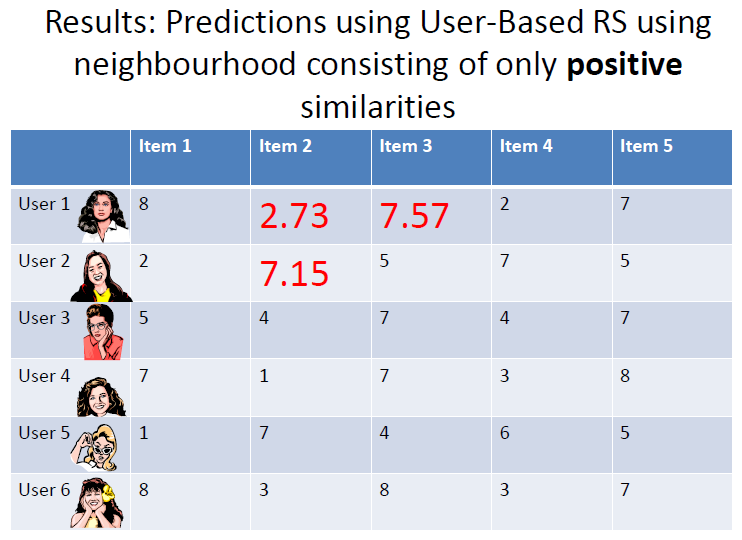 Results: Predictions using User-Based RS using
neighbourhood consisting of only positive
similarities
Item 1 Item 2 Item 3 Item 4 Item 5
User 1 8 2.73 7.57 2 7
User 2 2 7.15 5 7 5
User 3 5 4 7 4 7
User 4 7 1 7 3 8
User 5 1 7 4 6 5
User 6 8 3 8 3 7